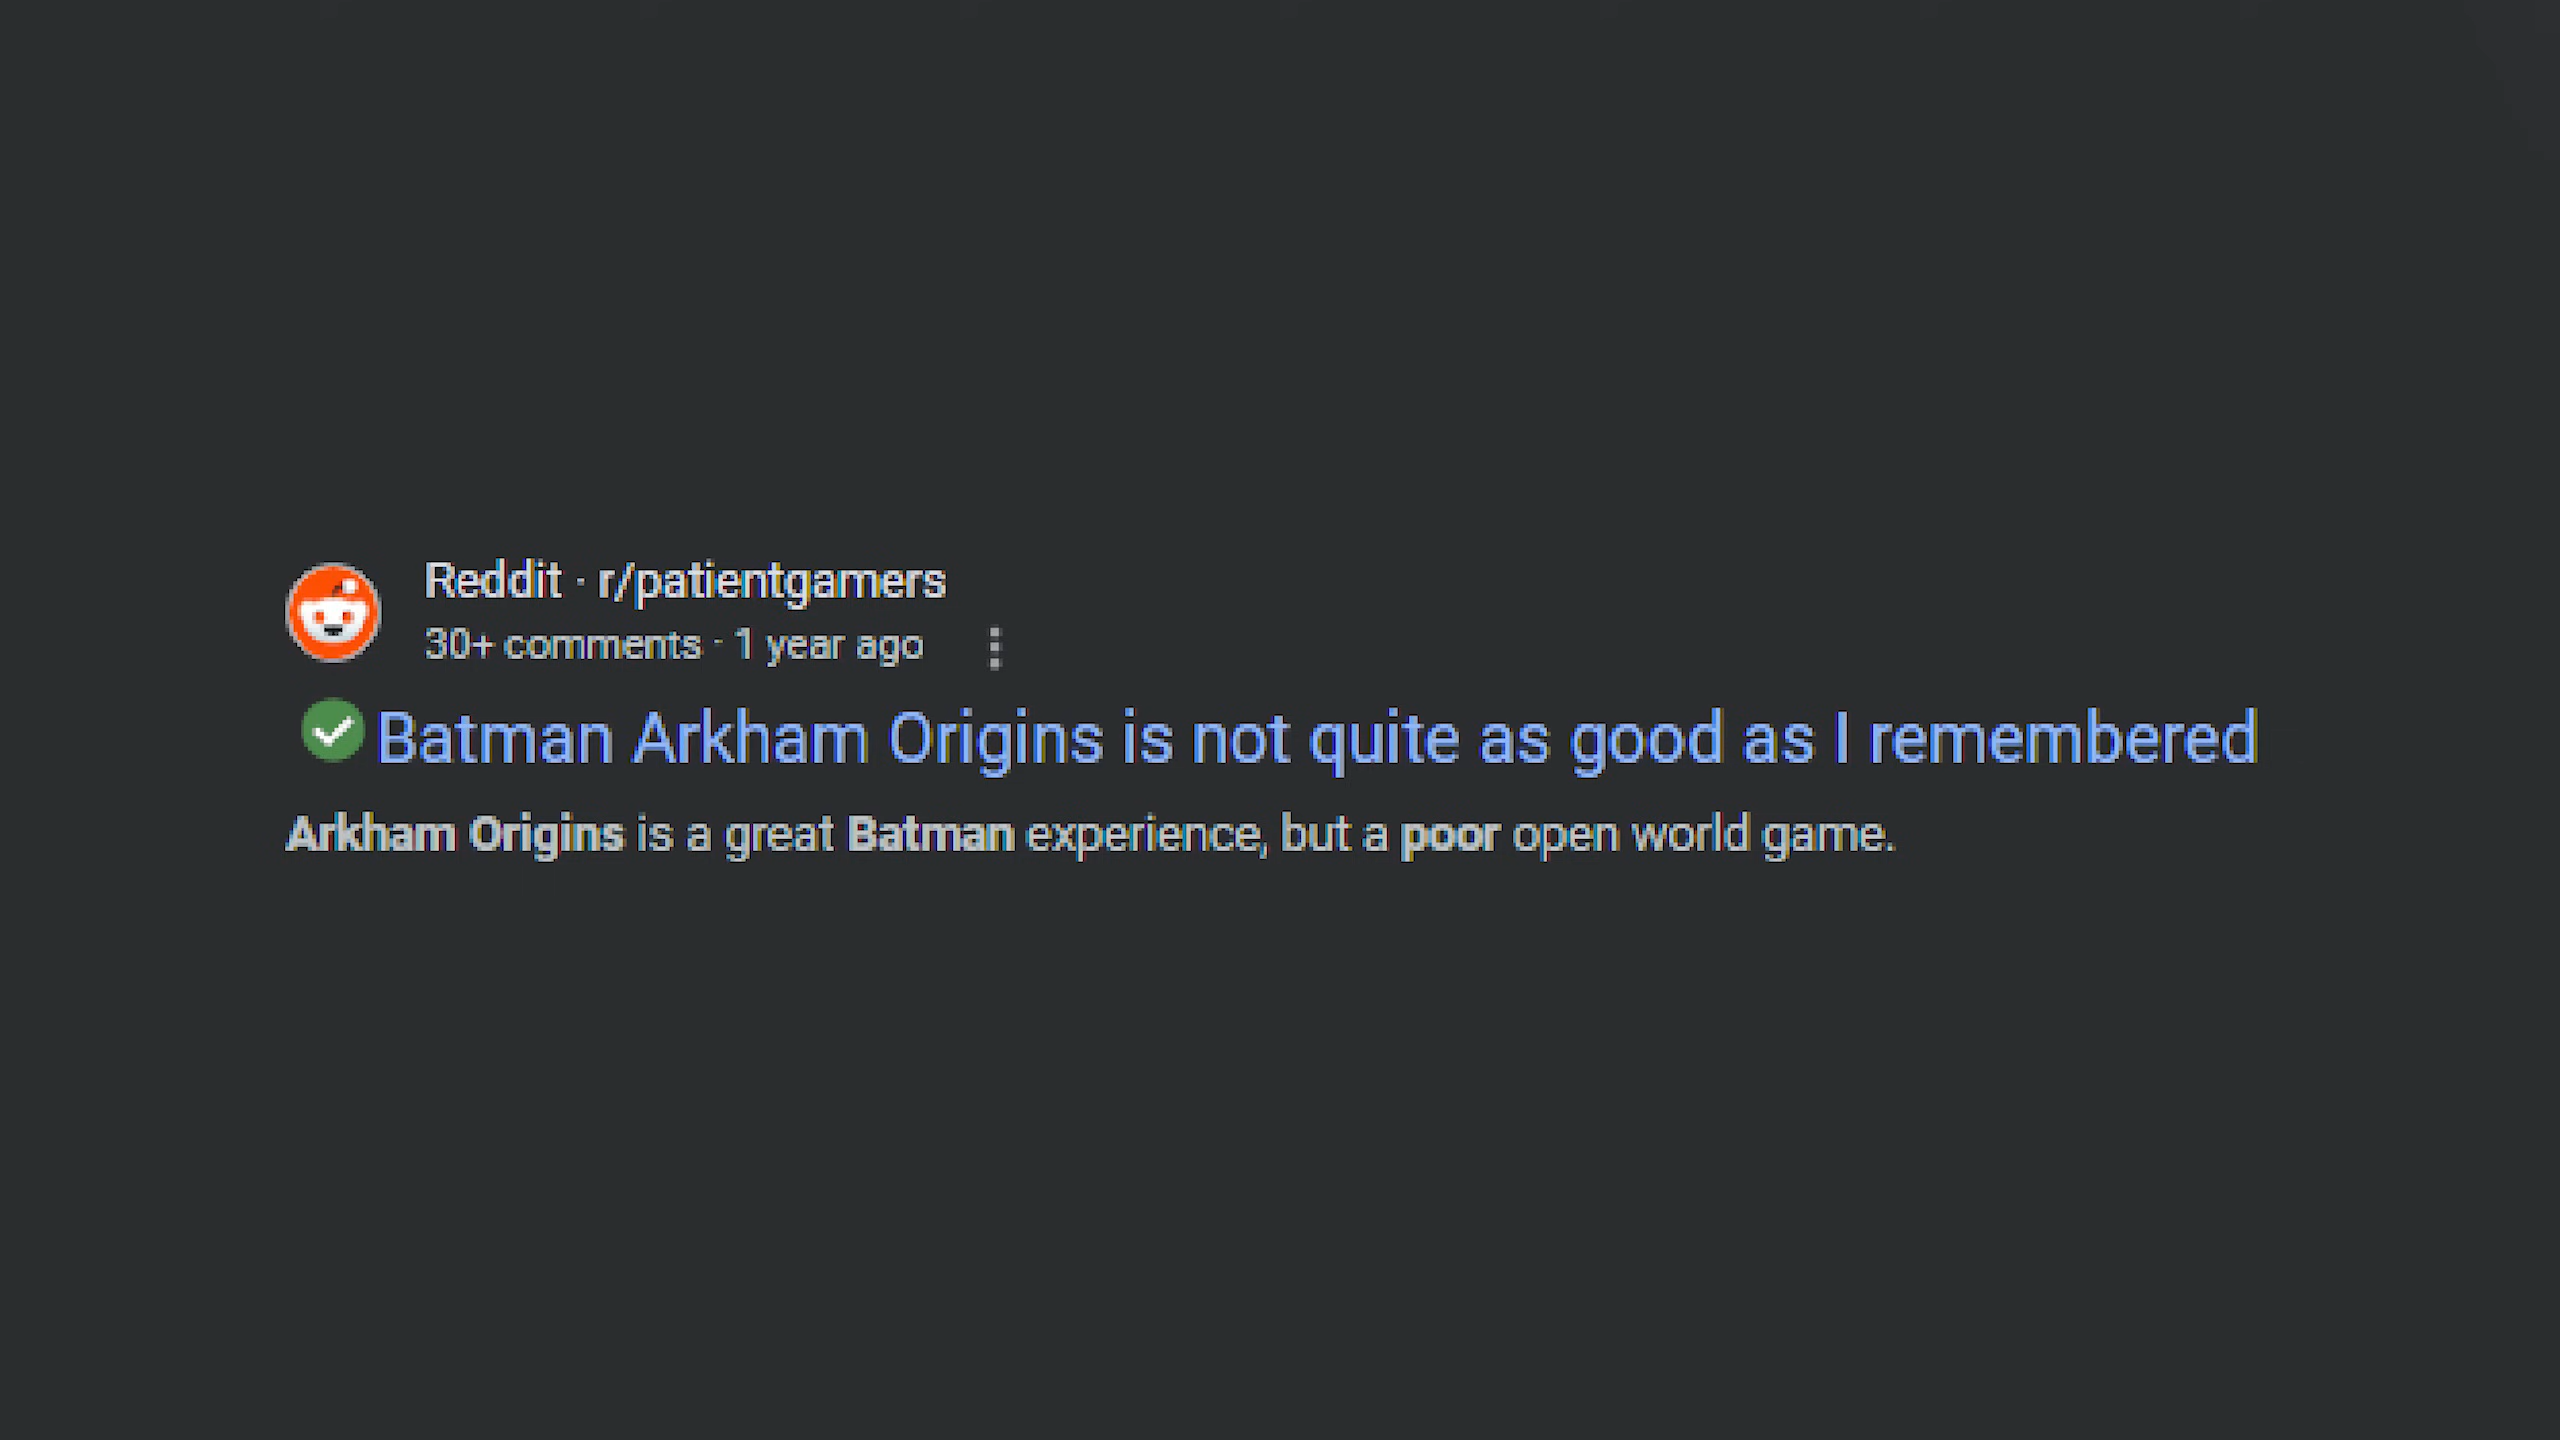 Reddit · r/patientgamers
30+ comments · 1 year ago
Batman Arkham Origins is not quite as good as I remembered
Arkham Origins is a great Batman experience, but a poor open world game.